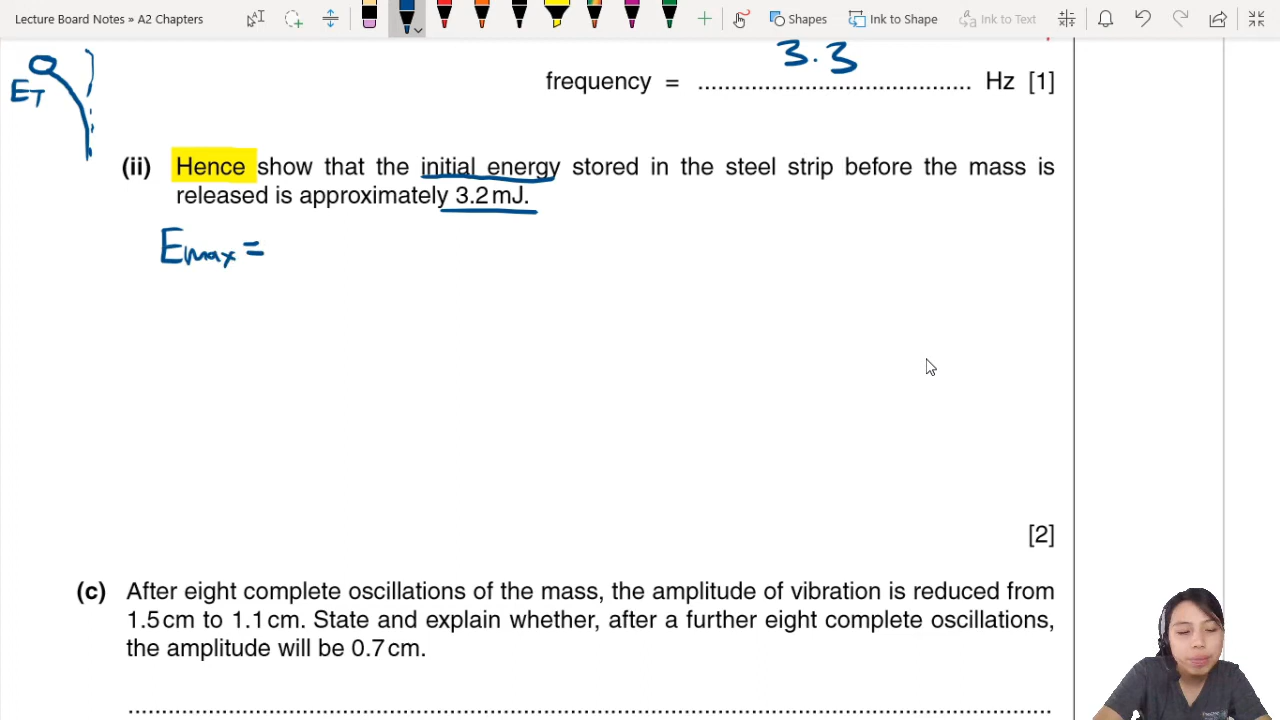 Lecture Board Notes » A2 Chapters
Shapes
Ink to Shape
Ink to Text
3.3
frequency = ........................................ Hz [1]
ET
(ii) Hence show that the initial energy stored in the steel strip before the mass is
released is approximately 3.2 mJ.
Emax =
[2]
(c) After eight complete oscillations of the mass, the amplitude of vibration is reduced from
1.5 cm to 1.1 cm. State and explain whether, after a further eight complete oscillations,
the amplitude will be 0.7 cm.